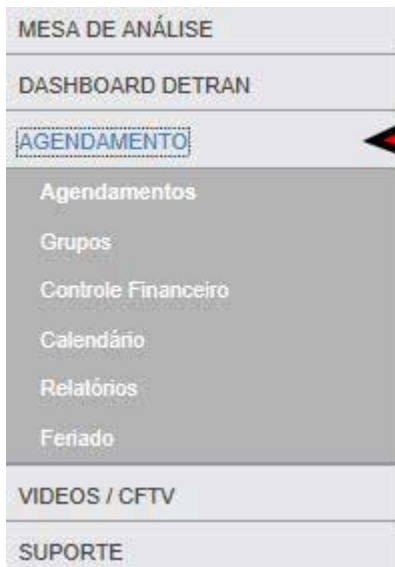 MESA DE ANÁLISE
DASHBOARD DETRAN
AGENDAMENTO
Agendamentos
Grupos
Controle Financeiro
Calendário
Relatórios
Feriado
VIDEOS / CFTV
SUPORTE